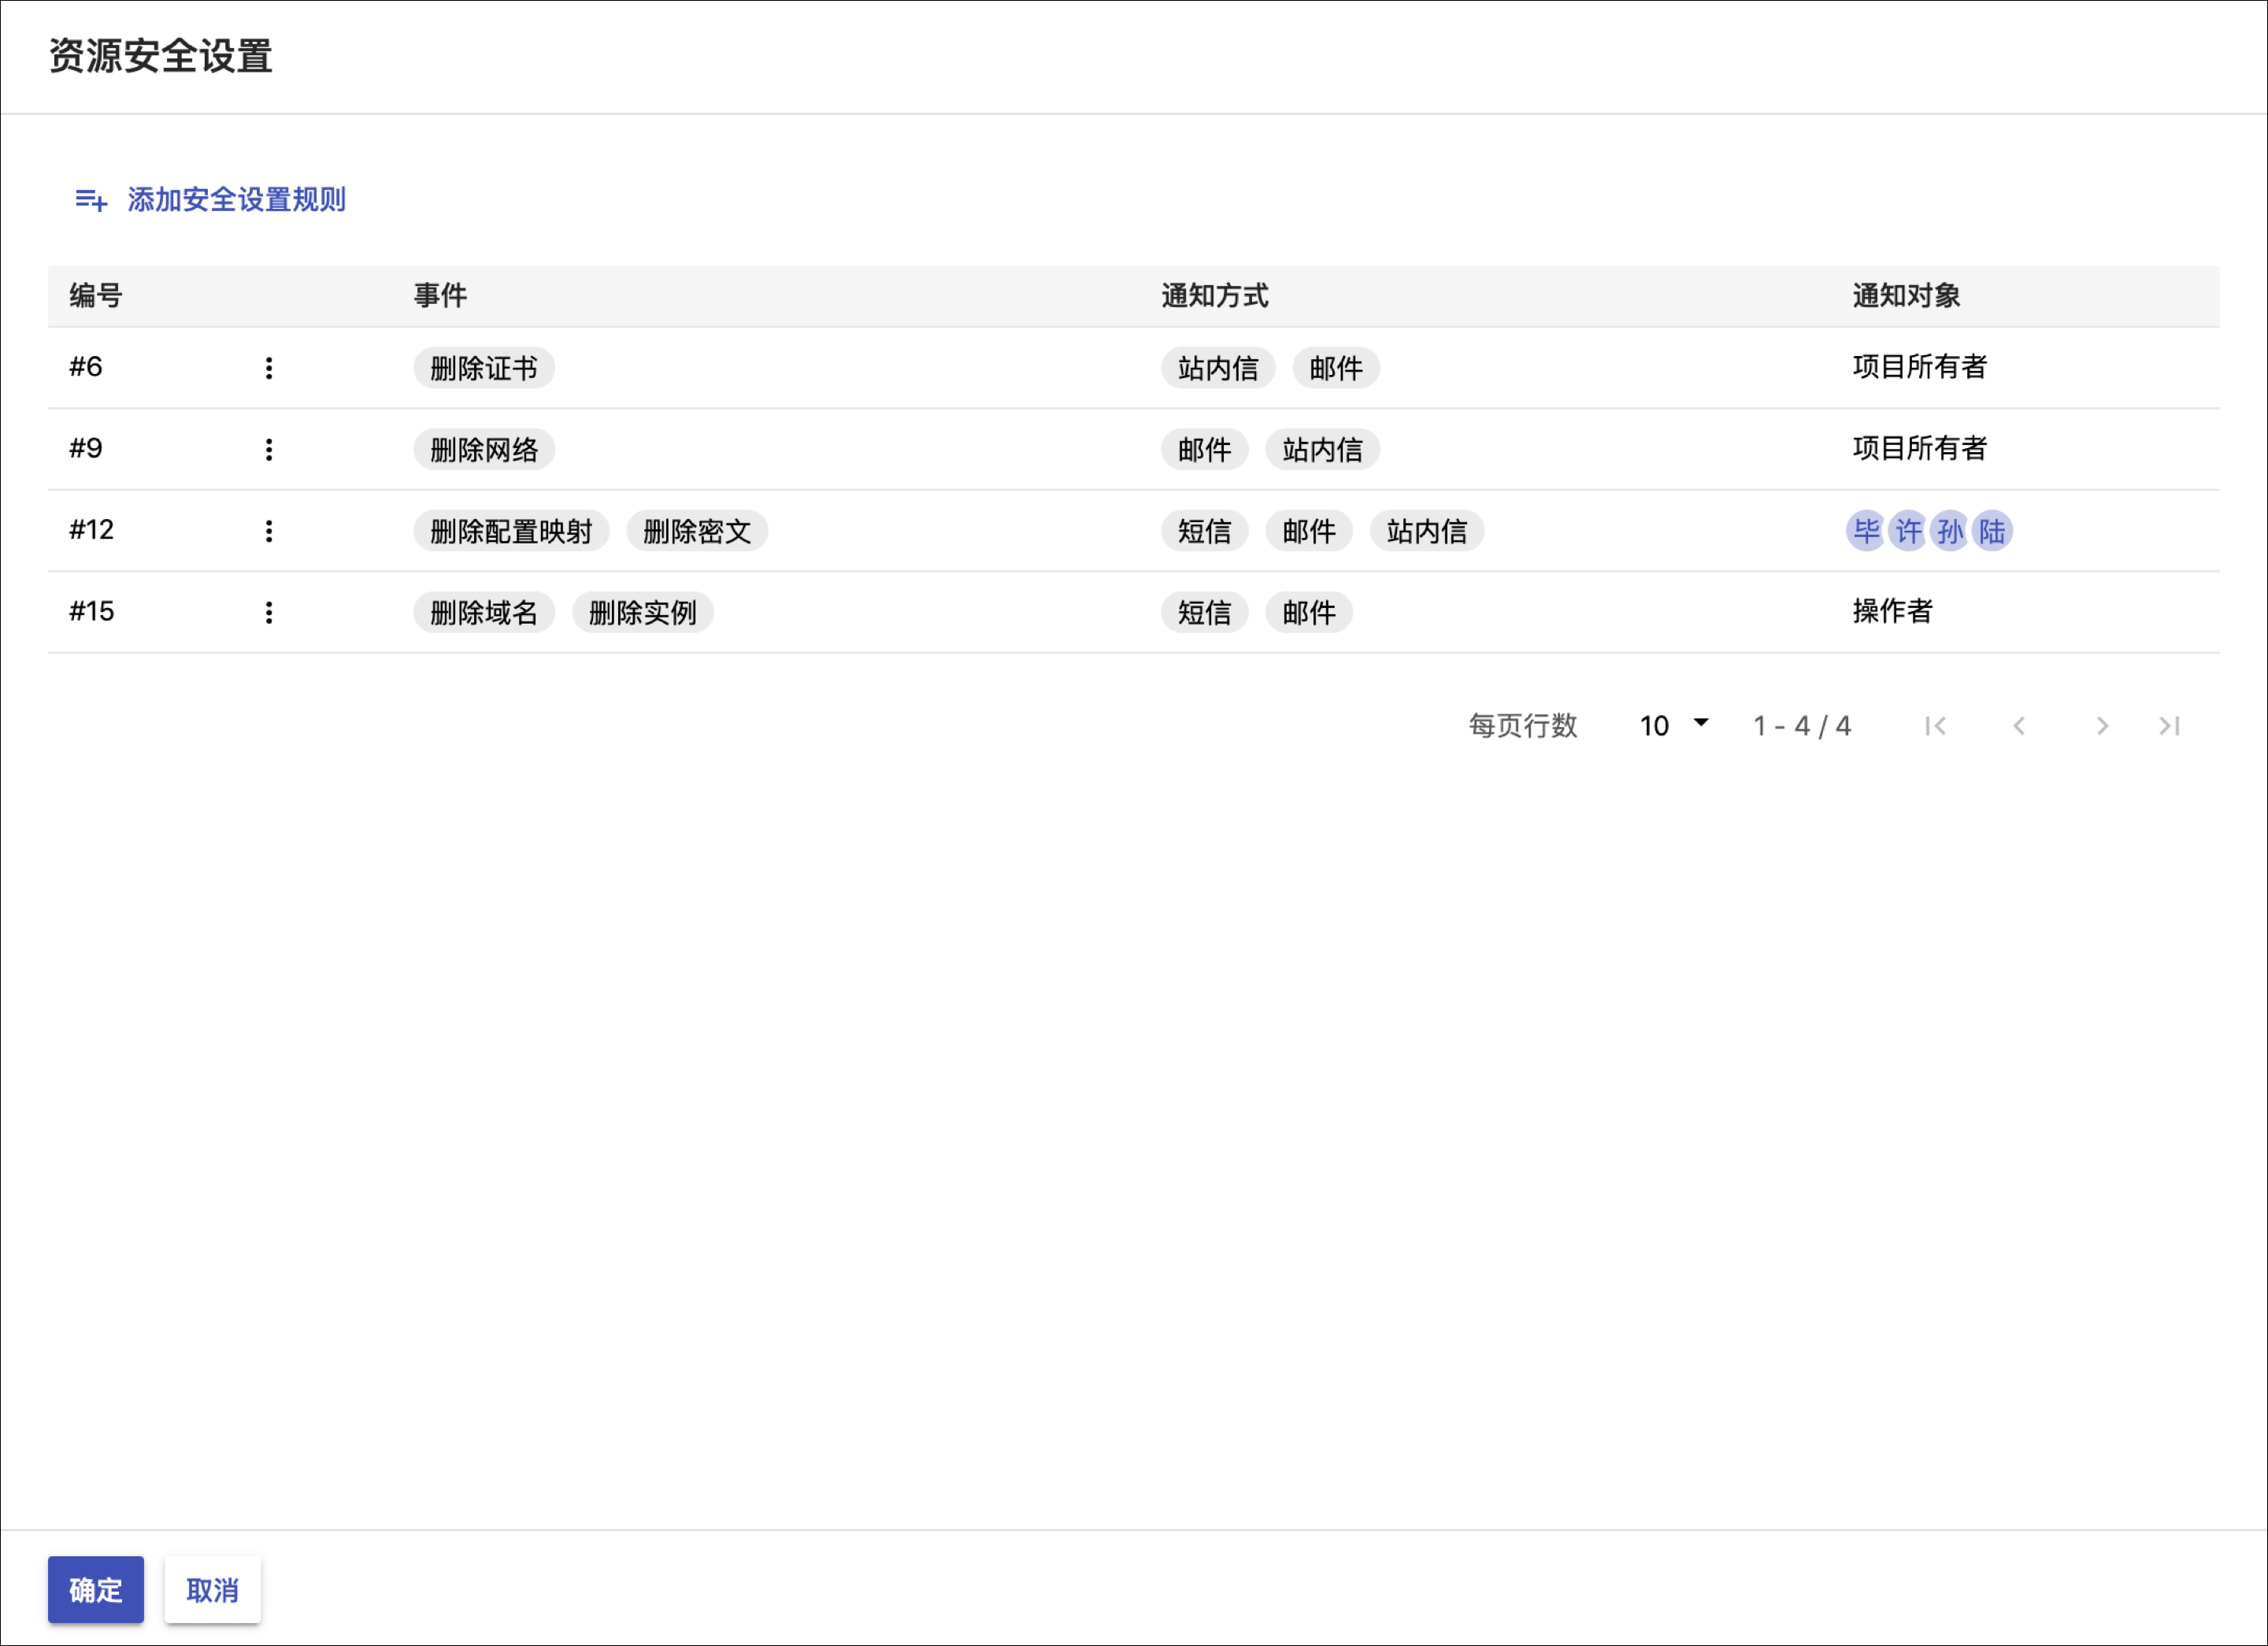 资源安全设置
添加安全设置规则
编号 事件 通知方式 通知对象
#6 删除证书 站内信 邮件 项目所有者
#9 删除网络 邮件 站内信 项目所有者
#12 删除配置映射 删除密文 短信 邮件 站内信 毕 许 孙 陆
#15 删除域名 删除实例 短信 邮件 操作者
每页行数 10 1 - 4 / 4
确定 取消